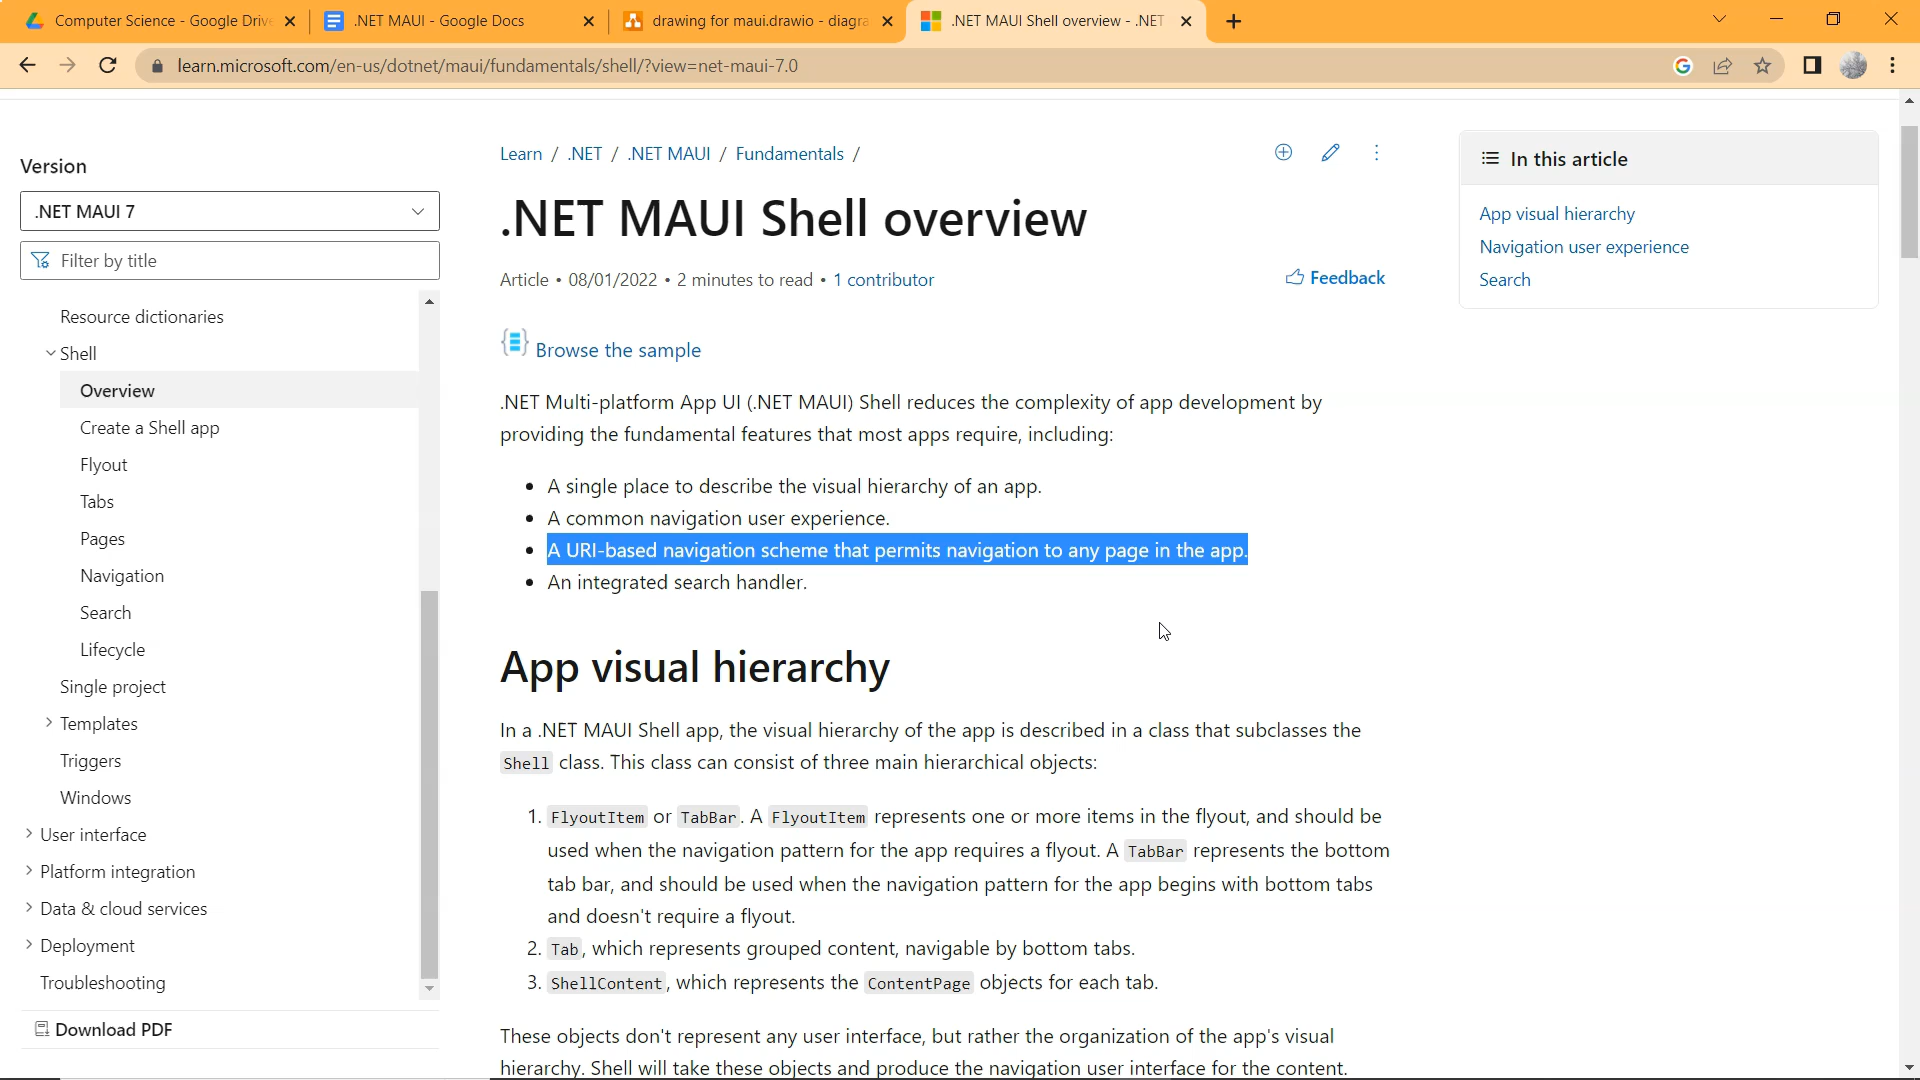 Computer Science - Google Drive
.NET MAUI - Google Docs
drawing for maui.drawio - diagra
.NET MAUI Shell overview - .NET
learn.microsoft.com/en-us/dotnet/maui/fundamentals/shell/?view=net-maui-7.0
Version
.NET MAUI 7
Filter by title
Resource dictionaries
Shell
Overview
Create a Shell app
Flyout
Tabs
Pages
Navigation
Search
Lifecycle
Single project
Templates
Triggers
Windows
User interface
Platform integration
Data & cloud services
Deployment
Troubleshooting
Download PDF
Learn / .NET / .NET MAUI / Fundamentals /
.NET MAUI Shell overview
Article • 08/01/2022 • 2 minutes to read • 1 contributor
Feedback
Browse the sample
.NET Multi-platform App UI (.NET MAUI) Shell reduces the complexity of app development by
providing the fundamental features that most apps require, including:
• A single place to describe the visual hierarchy of an app.
• A common navigation user experience.
• A URI-based navigation scheme that permits navigation to any page in the app.
• An integrated search handler.
App visual hierarchy
In a .NET MAUI Shell app, the visual hierarchy of the app is described in a class that subclasses the
Shell class. This class can consist of three main hierarchical objects:
1. FlyoutItem or TabBar. A FlyoutItem represents one or more items in the flyout, and should be
used when the navigation pattern for the app requires a flyout. A TabBar represents the bottom
tab bar, and should be used when the navigation pattern for the app begins with bottom tabs
and doesn't require a flyout.
2. Tab, which represents grouped content, navigable by bottom tabs.
3. ShellContent, which represents the ContentPage objects for each tab.
These objects don't represent any user interface, but rather the organization of the app's visual
hierarchy. Shell will take these objects and produce the navigation user interface for the content.
In this article
App visual hierarchy
Navigation user experience
Search